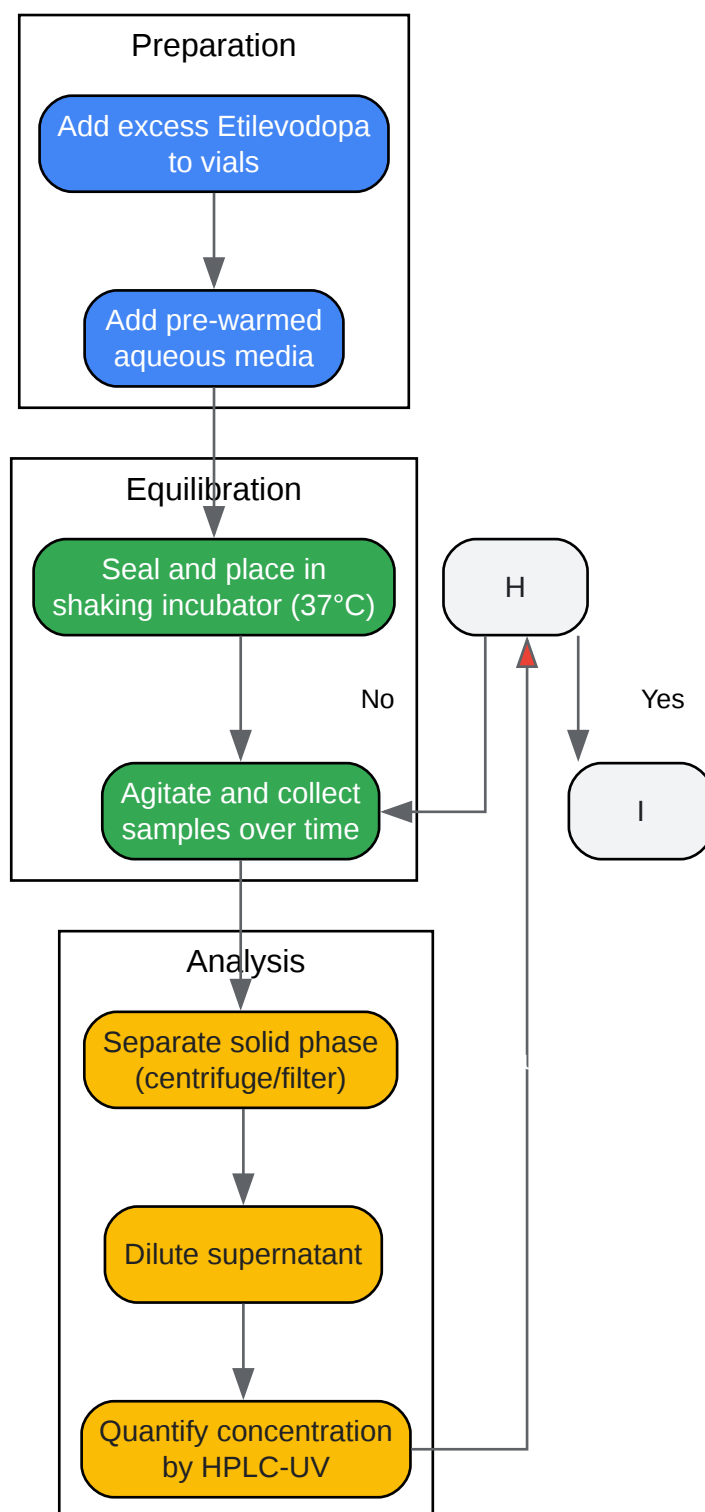 Preparation
Add excess Etilevodopa
to vials
Add pre-warmed
aqueous media
Equilibration
Seal and place in
shaking incubator (37°C)
H
No
Yes
Agitate and collect
samples over time
I
Analysis
Separate solid phase
(centrifuge/filter)
Dilute supernatant
Quantify concentration
by HPLC-UV